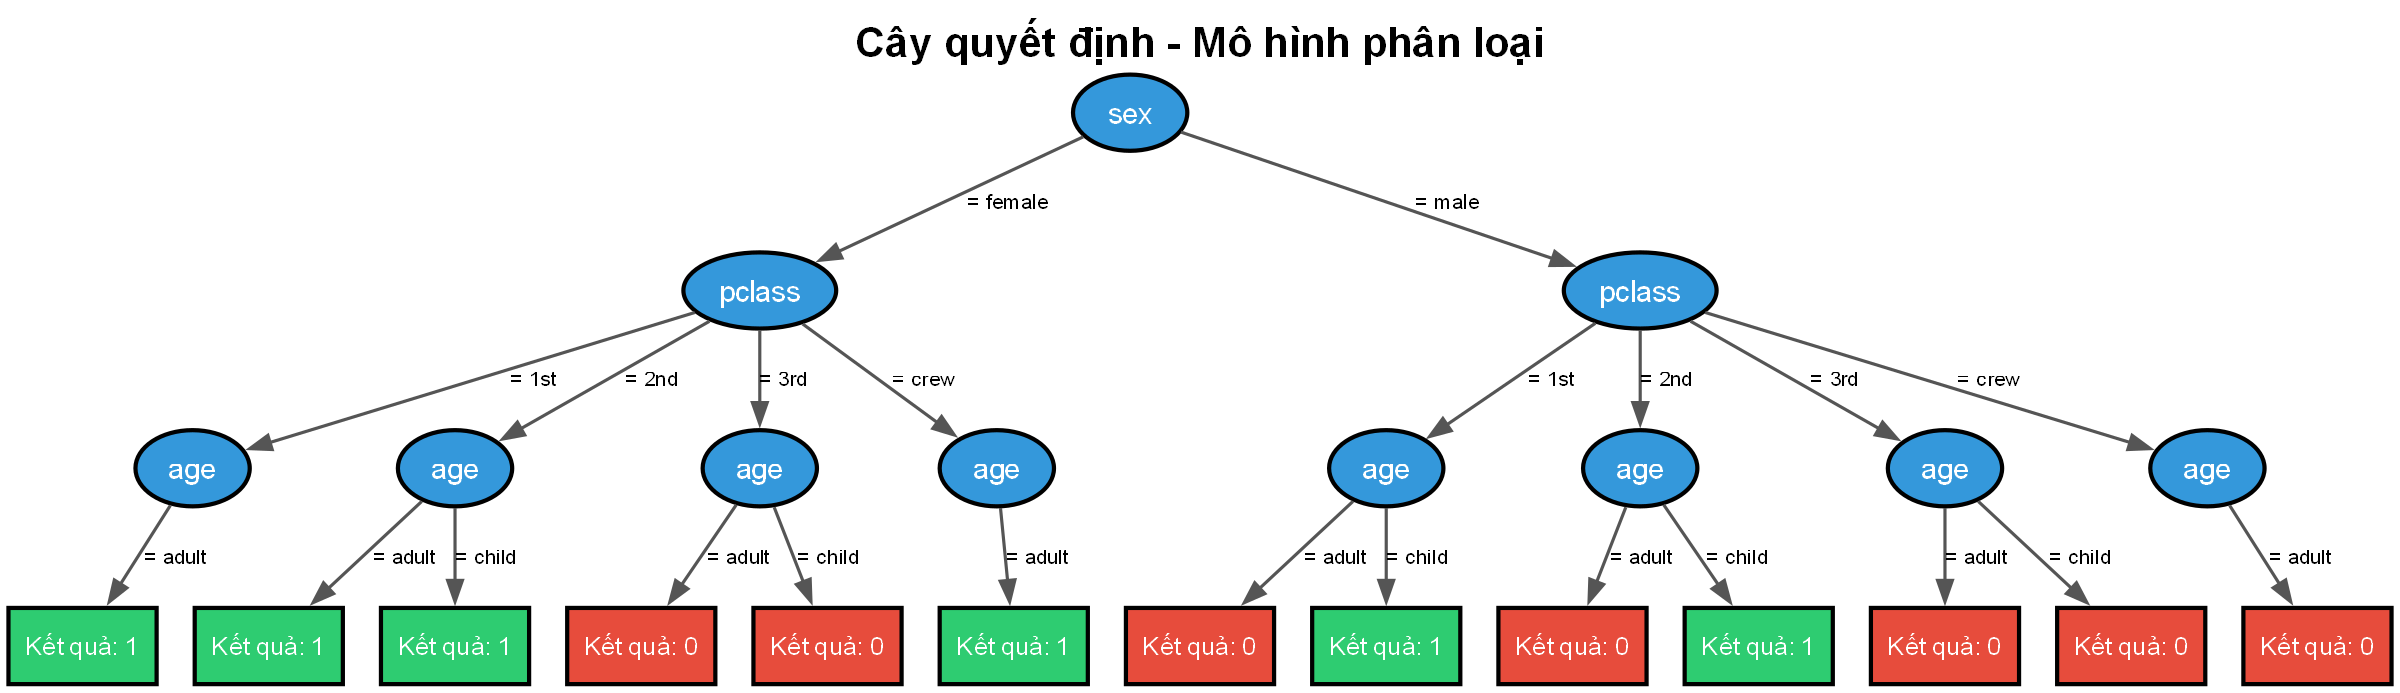 Cây quyết định - Mô hình phân loại
sex
= female
= male
pclass
pclass
= 1st
= 2nd
= 3rd
= crew
= 1st
= 2nd
= 3rd
= crew
age
age
age
age
age
age
age
age
= adult
= adult
= child
= adult
= child
= adult
= adult
= child
= adult
= child
= adult
= child
= adult
Kết quả: 1
Kết quả: 1
Kết quả: 1
Kết quả: 0
Kết quả: 0
Kết quả: 1
Kết quả: 0
Kết quả: 1
Kết quả: 0
Kết quả: 1
Kết quả: 0
Kết quả: 0
Kết quả: 0